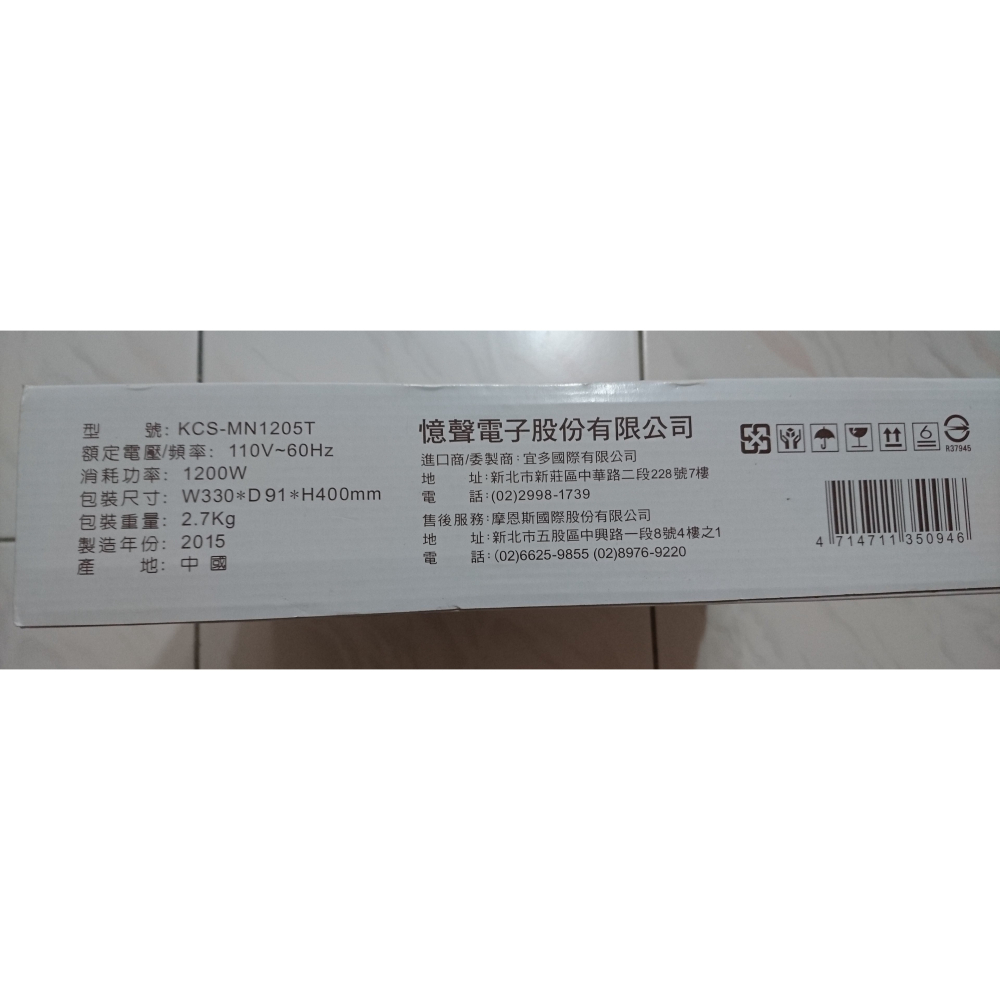 型 號: KCS-MN1205T
額定電壓/頻率: 110V~60Hz
消耗功率: 1200W
包裝尺寸: W330*D91*H400mm
包裝重量: 2.7Kg
製造年份: 2015
產 地: 中 國
憶聲電子股份有限公司
進口商/委製商:宜多國際有限公司
地 址:新北市新莊區中華路二段228號7樓
電 話:(02)2998-1739
售後服務:摩恩斯國際股份有限公司
地 址:新北市五股區中興路一段8號4樓之1
電 話:(02)6625-9855 (02)8976-9220
6
R37945
4 714711 350946